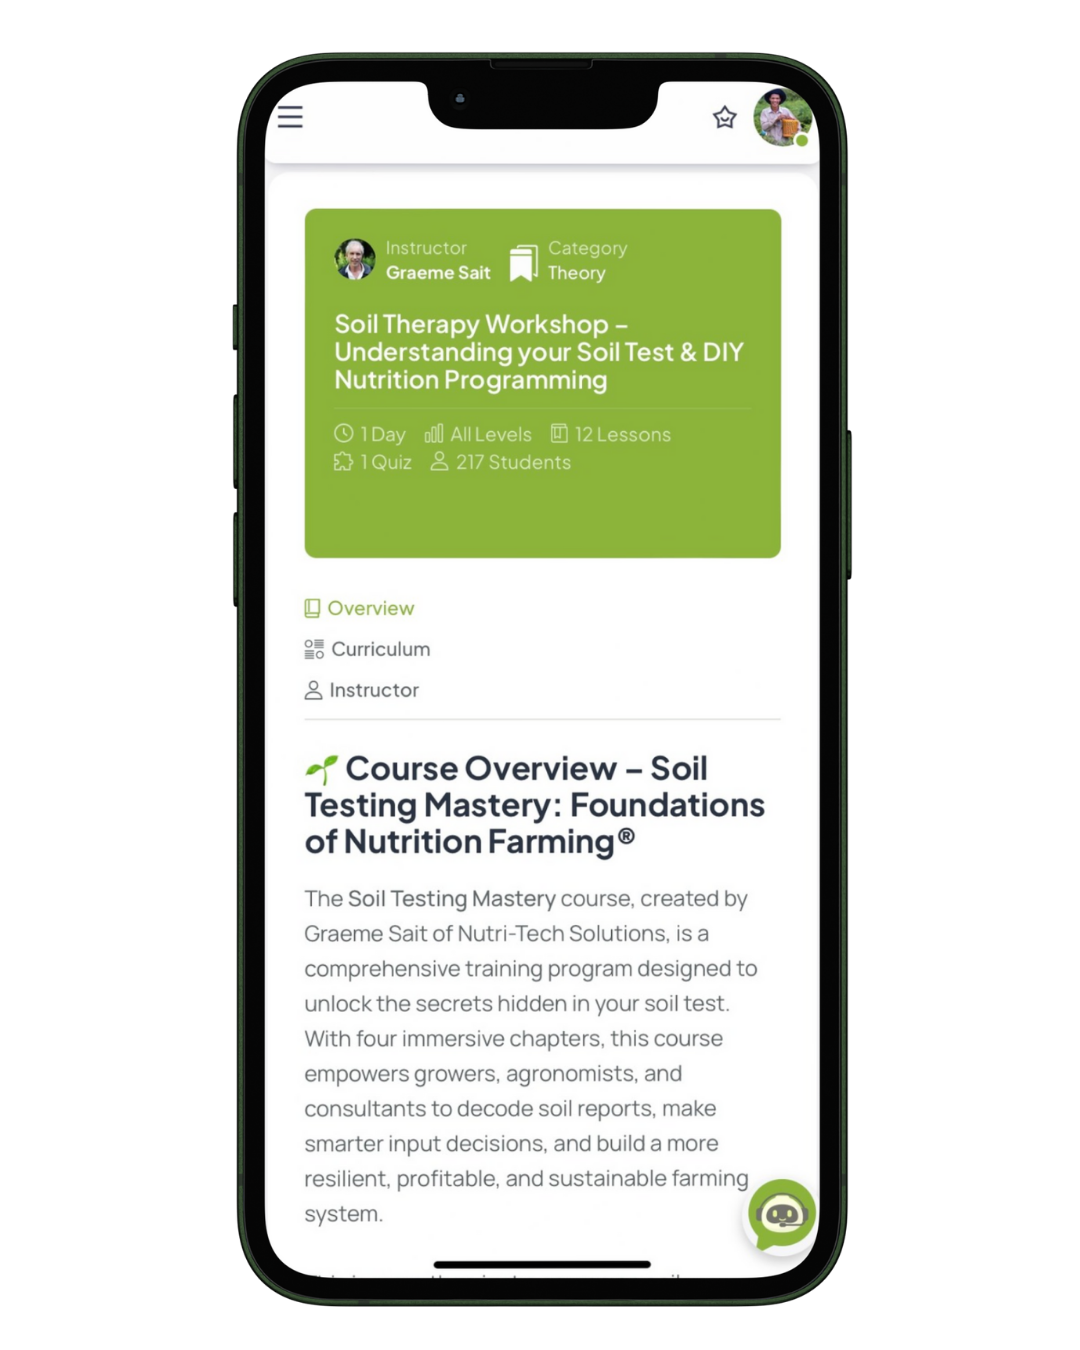 Instructor
Graeme Sait
Category
Theory
Soil Therapy Workshop –
Understanding your Soil Test & DIY
Nutrition Programming
1 Day All Levels 12 Lessons
1 Quiz 217 Students
Overview
Curriculum
Instructor
Course Overview – Soil
Testing Mastery: Foundations
of Nutrition Farming®
The Soil Testing Mastery course, created by
Graeme Sait of Nutri-Tech Solutions, is a
comprehensive training program designed to
unlock the secrets hidden in your soil test.
With four immersive chapters, this course
empowers growers, agronomists, and
consultants to decode soil reports, make
smarter input decisions, and build a more
resilient, profitable, and sustainable farming
system.